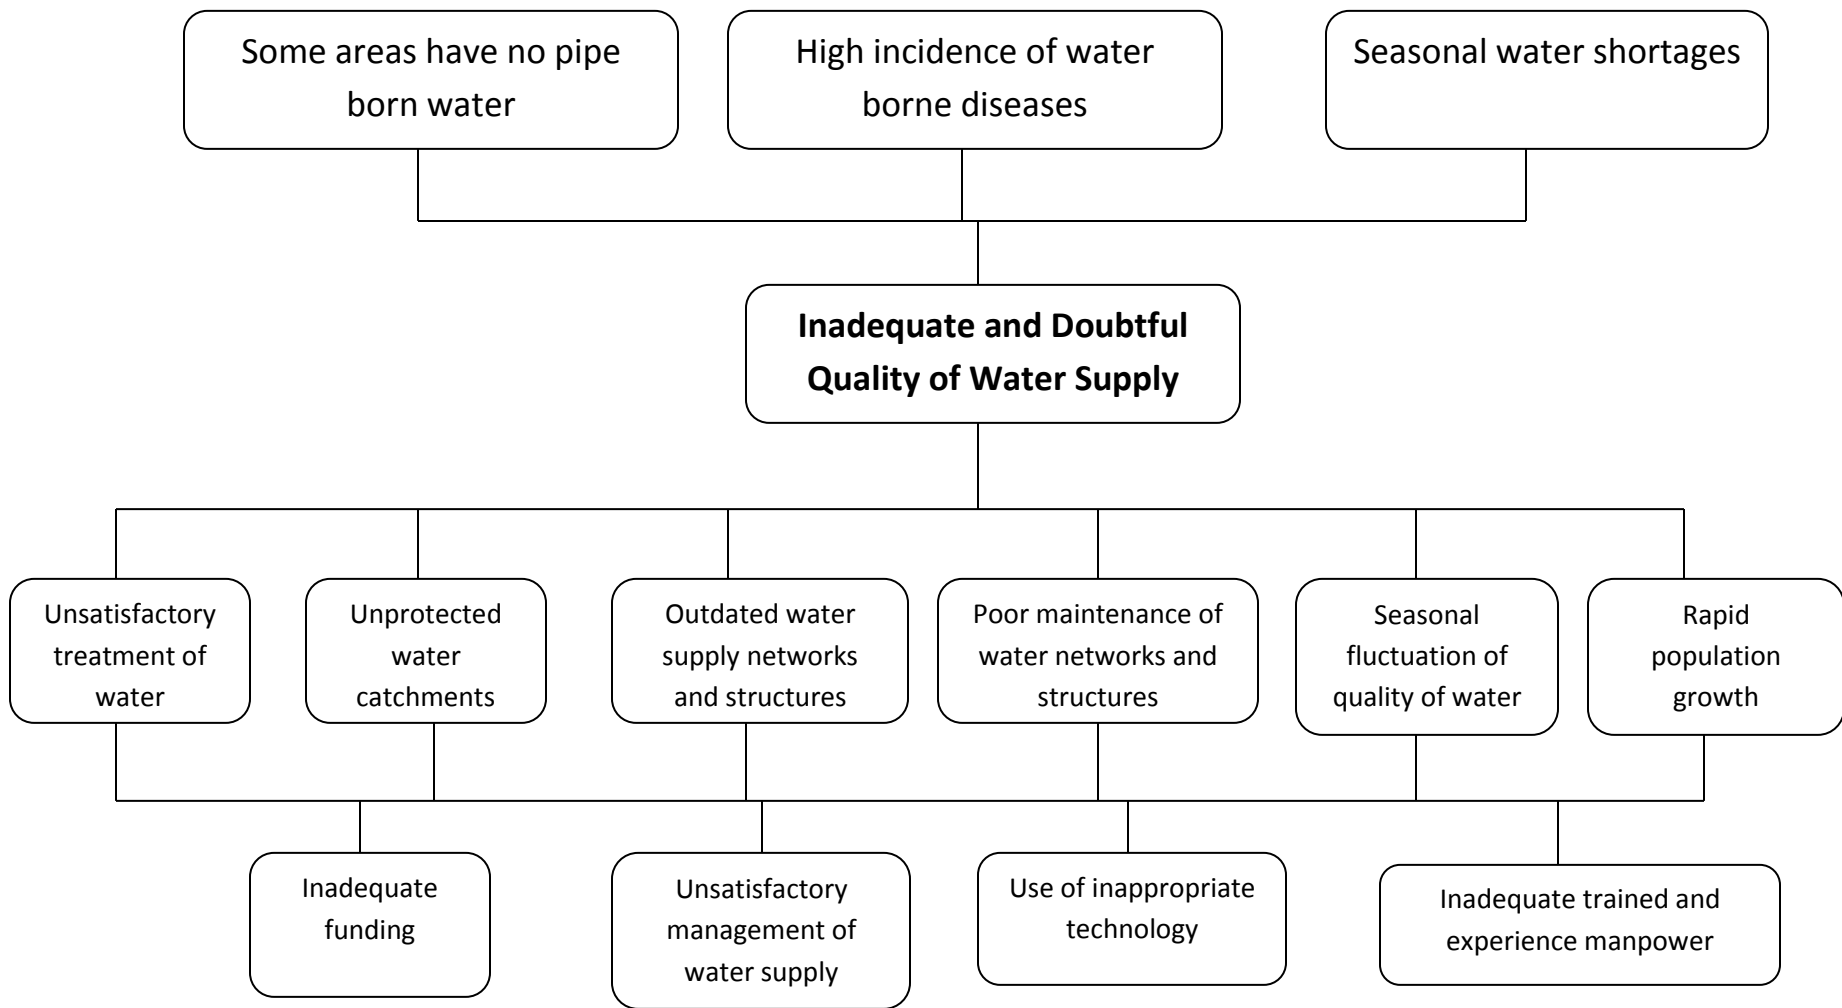 Some areas have no pipe
born water
High incidence of water
borne diseases
Seasonal water shortages
Inadequate and Doubtful
Quality of Water Supply
Unsatisfactory
treatment of
water
Unprotected
water
catchments
Outdated water
supply networks
and structures
Poor maintenance of
water networks and
structures
Seasonal
fluctuation of
quality of water
Rapid
population
growth
Inadequate
funding
Unsatisfactory
management of
water supply
Use of inappropriate
technology
Inadequate trained and
experience manpower